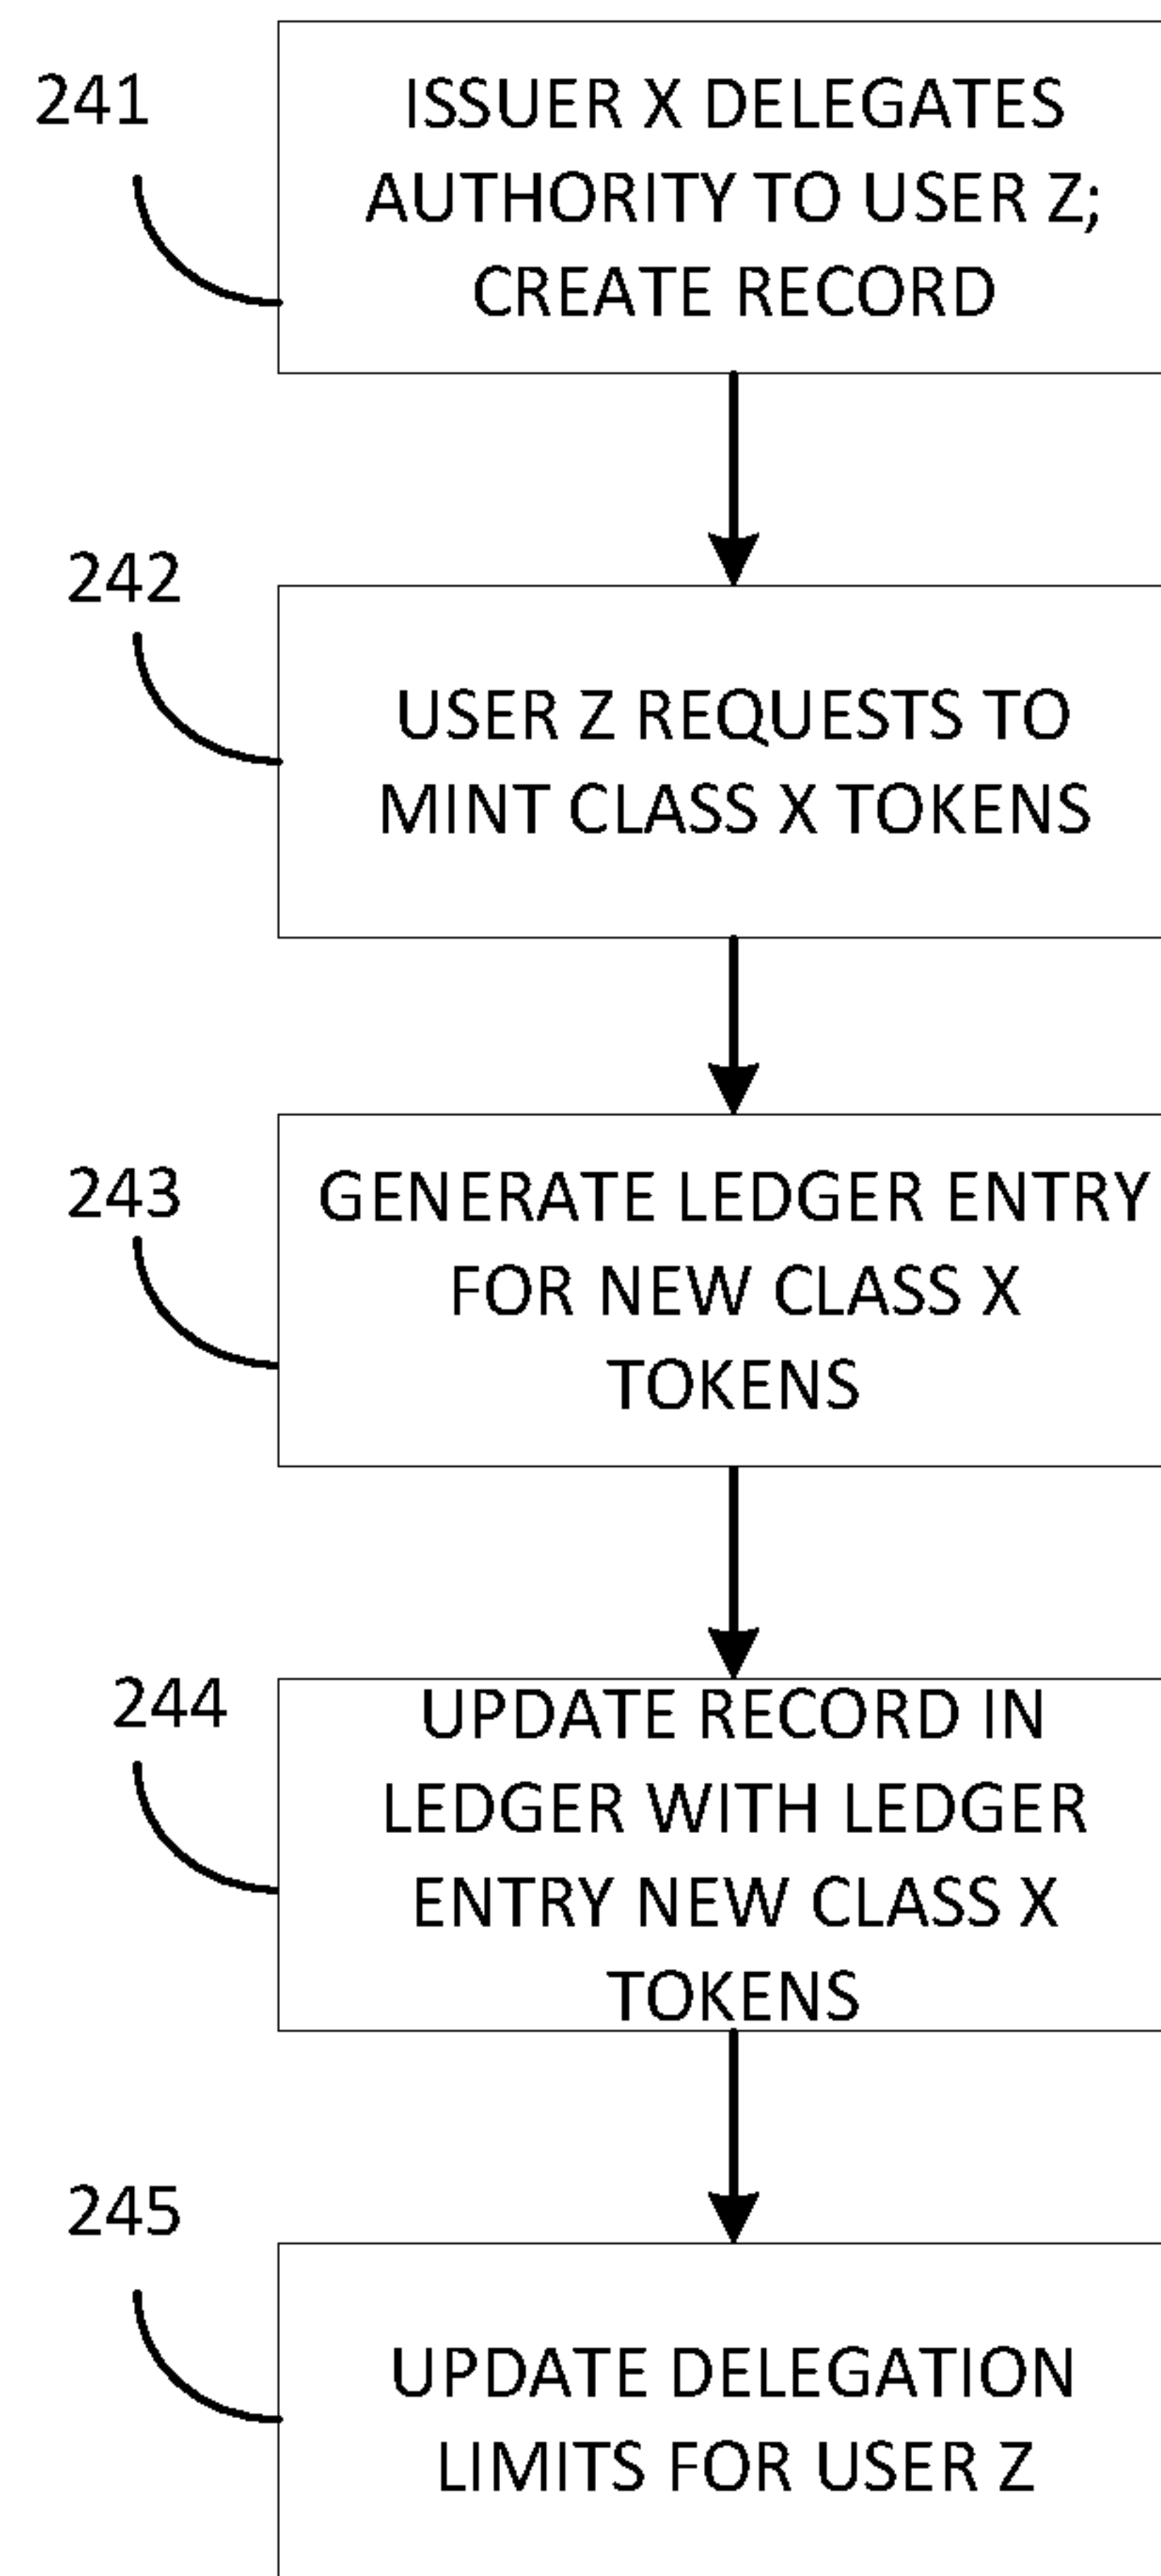 241
ISSUER X DELEGATES
AUTHORITY TO USER Z;
CREATE RECORD
242
USER Z REQUESTS TO
MINT CLASS X TOKENS
243
GENERATE LEDGER ENTRY
FOR NEW CLASS X
TOKENS
244
UPDATE RECORD IN
LEDGER WITH LEDGER
ENTRY NEW CLASS X
TOKENS
245
UPDATE DELEGATION
LIMITS FOR USER Z